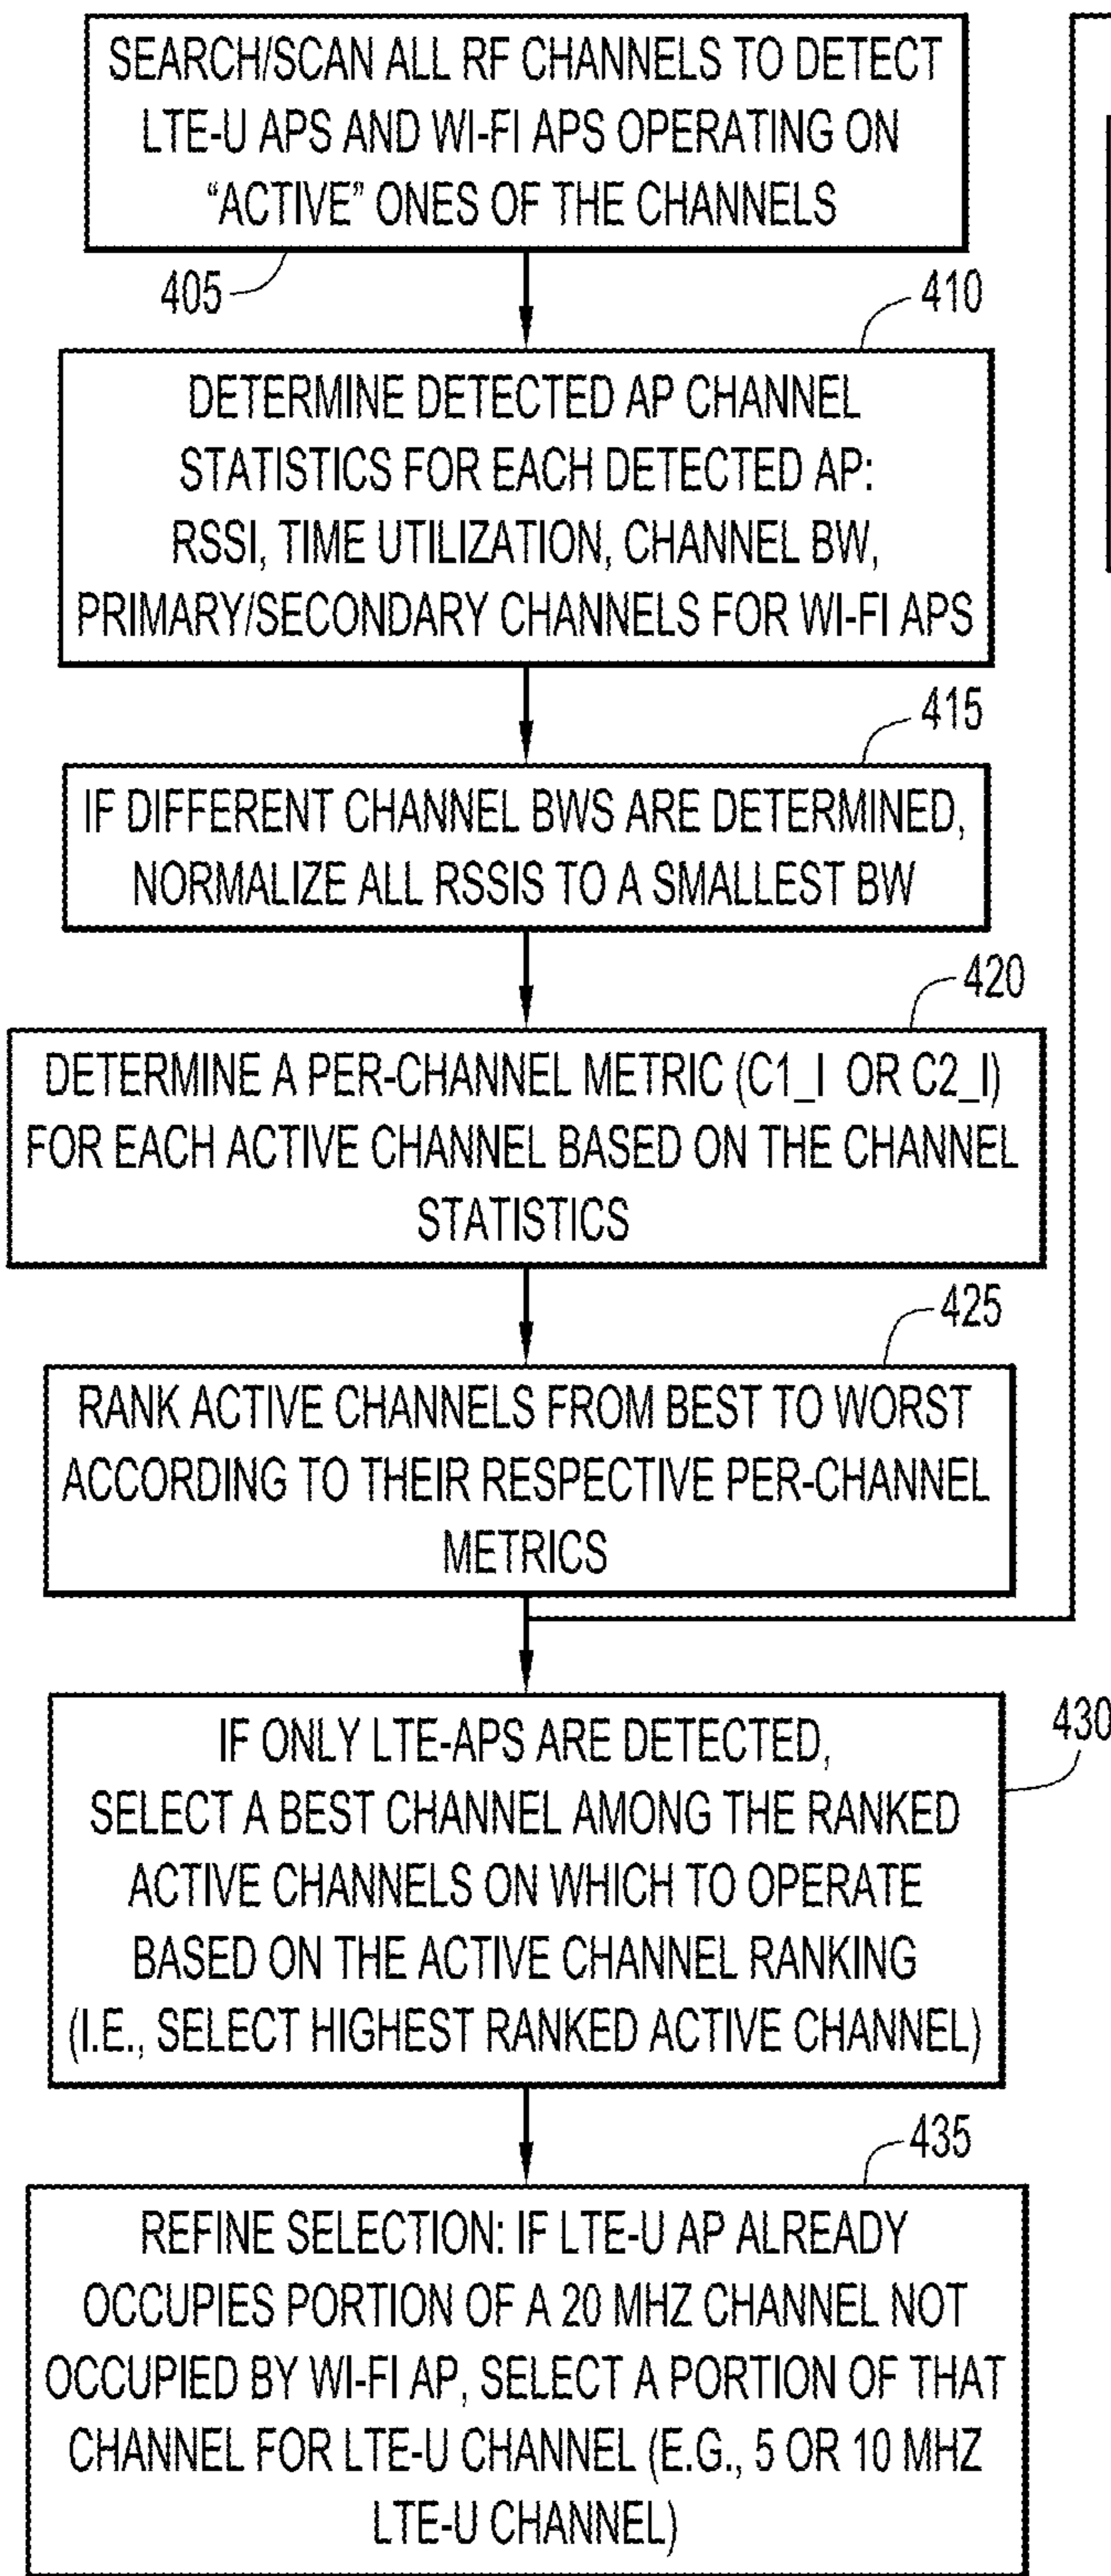 SEARCH/SCAN ALL RF CHANNELS TO DETECT
LTE-U APS AND WI-FI APS OPERATING ON
“ACTIVE” ONES OF THE CHANNELS
405
410
DETERMINE DETECTED AP CHANNEL
STATISTICS FOR EACH DETECTED AP:
RSSI, TIME UTILIZATION, CHANNEL BW,
PRIMARY/SECONDARY CHANNELS FOR WI-FI APS
415
IF DIFFERENT CHANNEL BWS ARE DETERMINED,
NORMALIZE ALL RSSIS TO A SMALLEST BW
420
DETERMINE A PER-CHANNEL METRIC (C1_I OR C2_I)
FOR EACH ACTIVE CHANNEL BASED ON THE CHANNEL
STATISTICS
425
RANK ACTIVE CHANNELS FROM BEST TO WORST
ACCORDING TO THEIR RESPECTIVE PER-CHANNEL
METRICS
430
IF ONLY LTE-APS ARE DETECTED,
SELECT A BEST CHANNEL AMONG THE RANKED
ACTIVE CHANNELS ON WHICH TO OPERATE
BASED ON THE ACTIVE CHANNEL RANKING
(I.E., SELECT HIGHEST RANKED ACTIVE CHANNEL)
435
REFINE SELECTION: IF LTE-U AP ALREADY
OCCUPIES PORTION OF A 20 MHZ CHANNEL NOT
OCCUPIED BY WI-FI AP, SELECT A PORTION OF THAT
CHANNEL FOR LTE-U CHANNEL (E.G., 5 OR 10 MHZ
LTE-U CHANNEL)